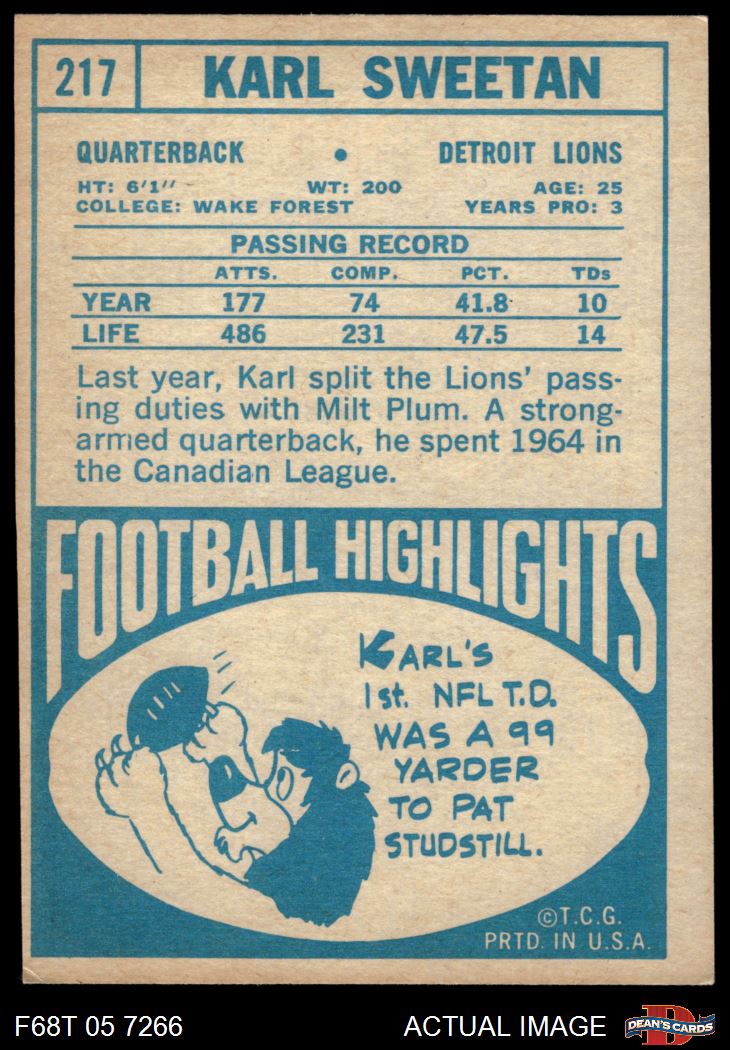 217 KARL SWEETAN
QUARTERBACK • DETROIT LIONS
HT: 6'1" WT: 200 AGE: 25
COLLEGE: WAKE FOREST YEARS PRO: 3
PASSING RECORD
ATTS. COMP. PCT. TDs
YEAR 177 74 41.8 10
LIFE 486 231 47.5 14
Last year, Karl split the Lions' pass-
ing duties with Milt Plum. A strong-
armed quarterback, he spent 1964 in
the Canadian League.
FOOTBALL HIGHLIGHTS
KARL'S
1st. NFL T.D.
WAS A 99
YARDER
TO PAT
STUDSTILL.
©T.C.G.
PRTD. IN U.S.A.
F68T 05 7266 ACTUAL IMAGE
D
DEAN'S CARDS